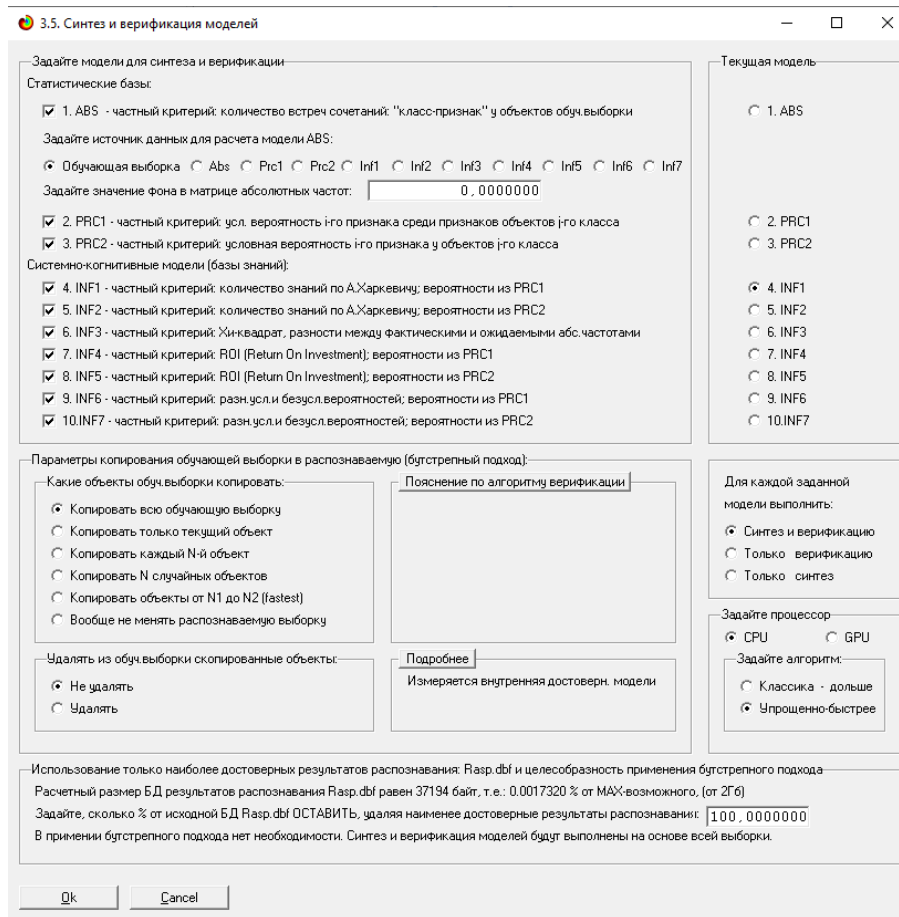 3.5. Синтез и верификация моделей
Задайте модели для синтеза и верификации
Текущая модель
Статистические базы:
1. ABS - частный критерий: количество встреч сочетаний: "класс-признак" у объектов обуч.выборки
1. ABS
Задайте источник данных для расчета модели ABS:
Обучающая выборка Abs Prc1 Prc2 Inf1 Inf2 Inf3 Inf4 Inf5 Inf6 Inf7
Задайте значение фона в матрице абсолютных частот: 0,0000000
2. PRC1 - частный критерий: усл. вероятность i-го признака среди признаков объектов j-го класса
2. PRC1
3. PRC2 - частный критерий: условная вероятность i-го признака у объектов j-го класса
3. PRC2
Системно-когнитивные модели (базы знаний):
4. INF1 - частный критерий: количество знаний по А.Харкевичу; вероятности из PRC1
4. INF1
5. INF2 - частный критерий: количество знаний по А.Харкевичу; вероятности из PRC2
5. INF2
6. INF3 - частный критерий: Хи-квадрат, разности между фактическими и ожидаемыми абс.частотами
6. INF3
7. INF4 - частный критерий: ROI (Return On Investment); вероятности из PRC1
7. INF4
8. INF5 - частный критерий: ROI (Return On Investment); вероятности из PRC2
8. INF5
9. INF6 - частный критерий: разн.усл.и безусл.вероятностей; вероятности из PRC1
9. INF6
10.INF7 - частный критерий: разн.усл.и безусл.вероятностей; вероятности из PRC2
10.INF7
Параметры копирования обучающей выборки в распознаваемую (бутстрепный подход):
Какие объекты обуч.выборки копировать:
Копировать всю обучающую выборку
Копировать только текущий объект
Копировать каждый N-й объект
Копировать N случайных объектов
Копировать объекты от N1 до N2 (fastest)
Вообще не менять распознаваемую выборку
Пояснение по алгоритму верификации
Для каждой заданной
модели выполнить:
Синтез и верификацию
Только верификацию
Только синтез
Удалять из обуч.выборки скопированные объекты:
Не удалять
Удалять
Подробнее
Измеряется внутренняя достоверн. модели
Задайте процессор
CPU GPU
Задайте алгоритм:
Классика - дольше
Упрощенно-быстрее
Использование только наиболее достоверных результатов распознавания: Rasp.dbf и целесобразность применения бутстрепного подхода
Расчетный размер БД результатов распознавания Rasp.dbf равен 37194 байт, т.е.: 0.0017320 % от MAX-возможного, (от 2Гб)
Задайте, сколько % от исходной БД Rasp.dbf ОСТАВИТЬ, удаляя наименее достоверные результаты распознавания: 100,0000000
В примении бутстрепного подхода нет необходимости. Синтез и верификация моделей будут выполнены на основе всей выборки.
Ok
Cancel